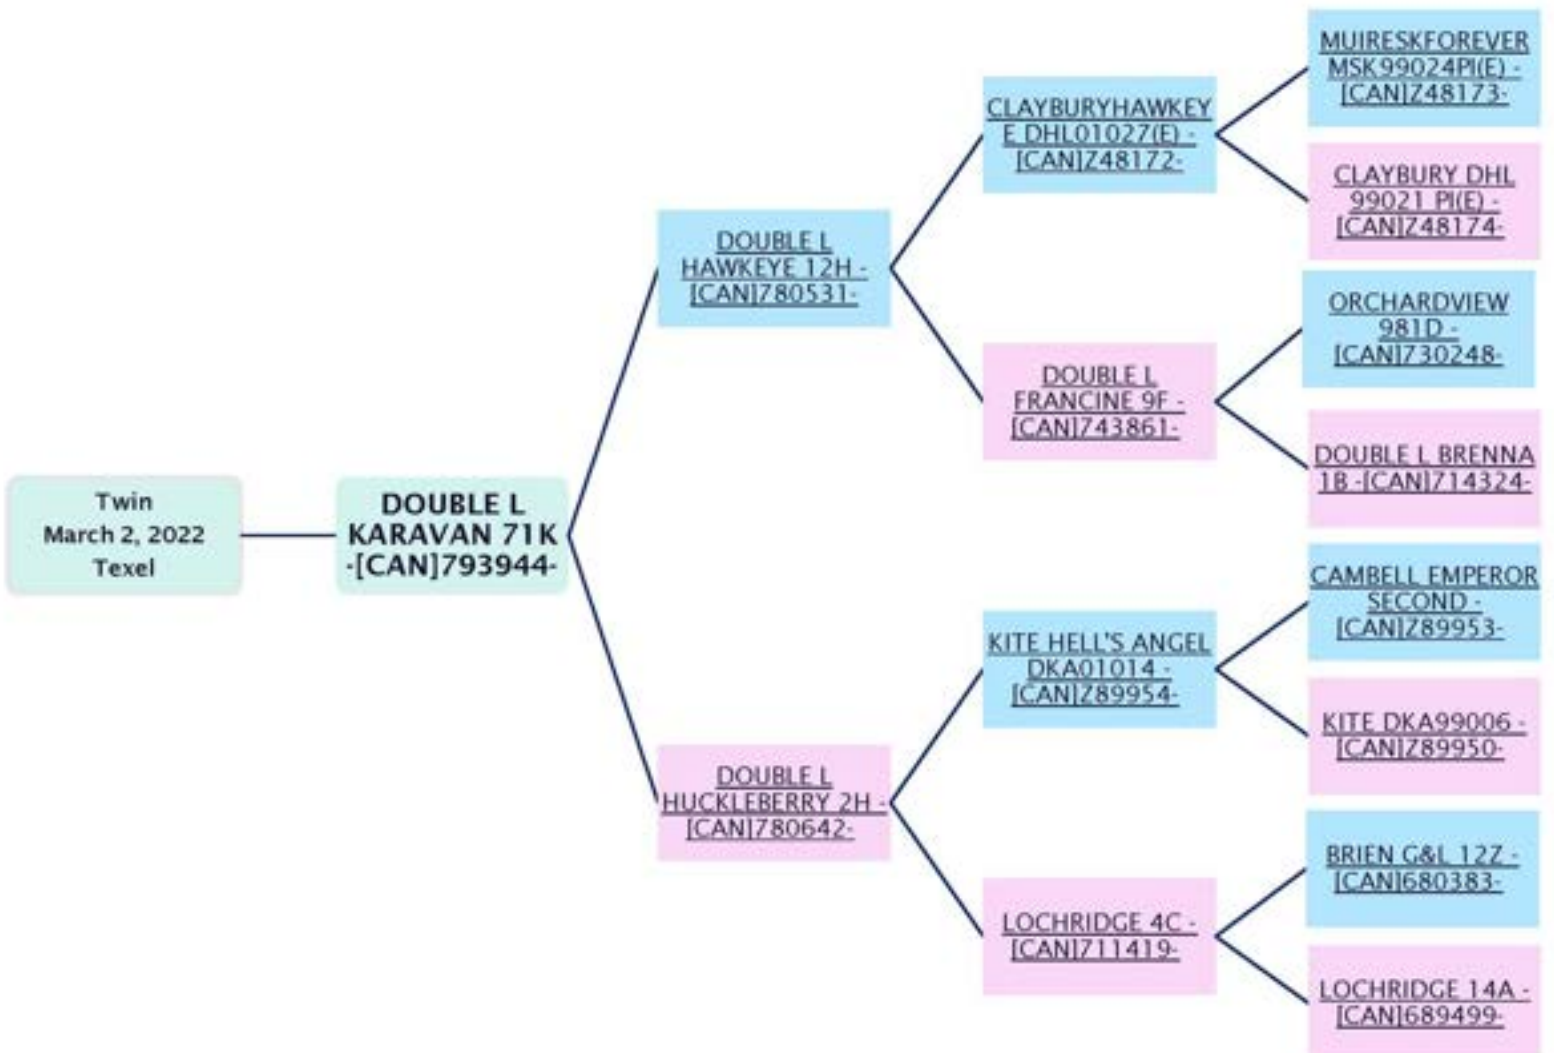 Twin
March 2, 2022
Texel
DOUBLE L
KARAVAN 71K
-[CAN]793944-
DOUBLE L
HAWKEYE 12H -
[CAN]780531-
DOUBLE L
HUCKLEBERRY 2H -
[CAN]780642-
CLAYBURYHAWKEY
E DHL01027(E) -
[CAN]Z48172-
DOUBLE L
FRANCINE 9F -
[CAN]743861-
KITE HELL'S ANGEL
DKA01014 -
[CAN]Z89954-
LOCHRIDGE 4C -
[CAN]711419-
MUIRESKFOREVER
MSK99024PI(E) -
[CAN]Z48173-
CLAYBURY DHL
99021 PI(E) -
[CAN]Z48174-
ORCHARDVIEW
981D -
[CAN]730248-
DOUBLE L BRENNA
1B -[CAN]714324-
CAMBELL EMPEROR
SECOND -
[CAN]Z89953-
KITE DKA99006 -
[CAN]Z89950-
BRIEN G&L 12Z -
[CAN]680383-
LOCHRIDGE 14A -
[CAN]689499-